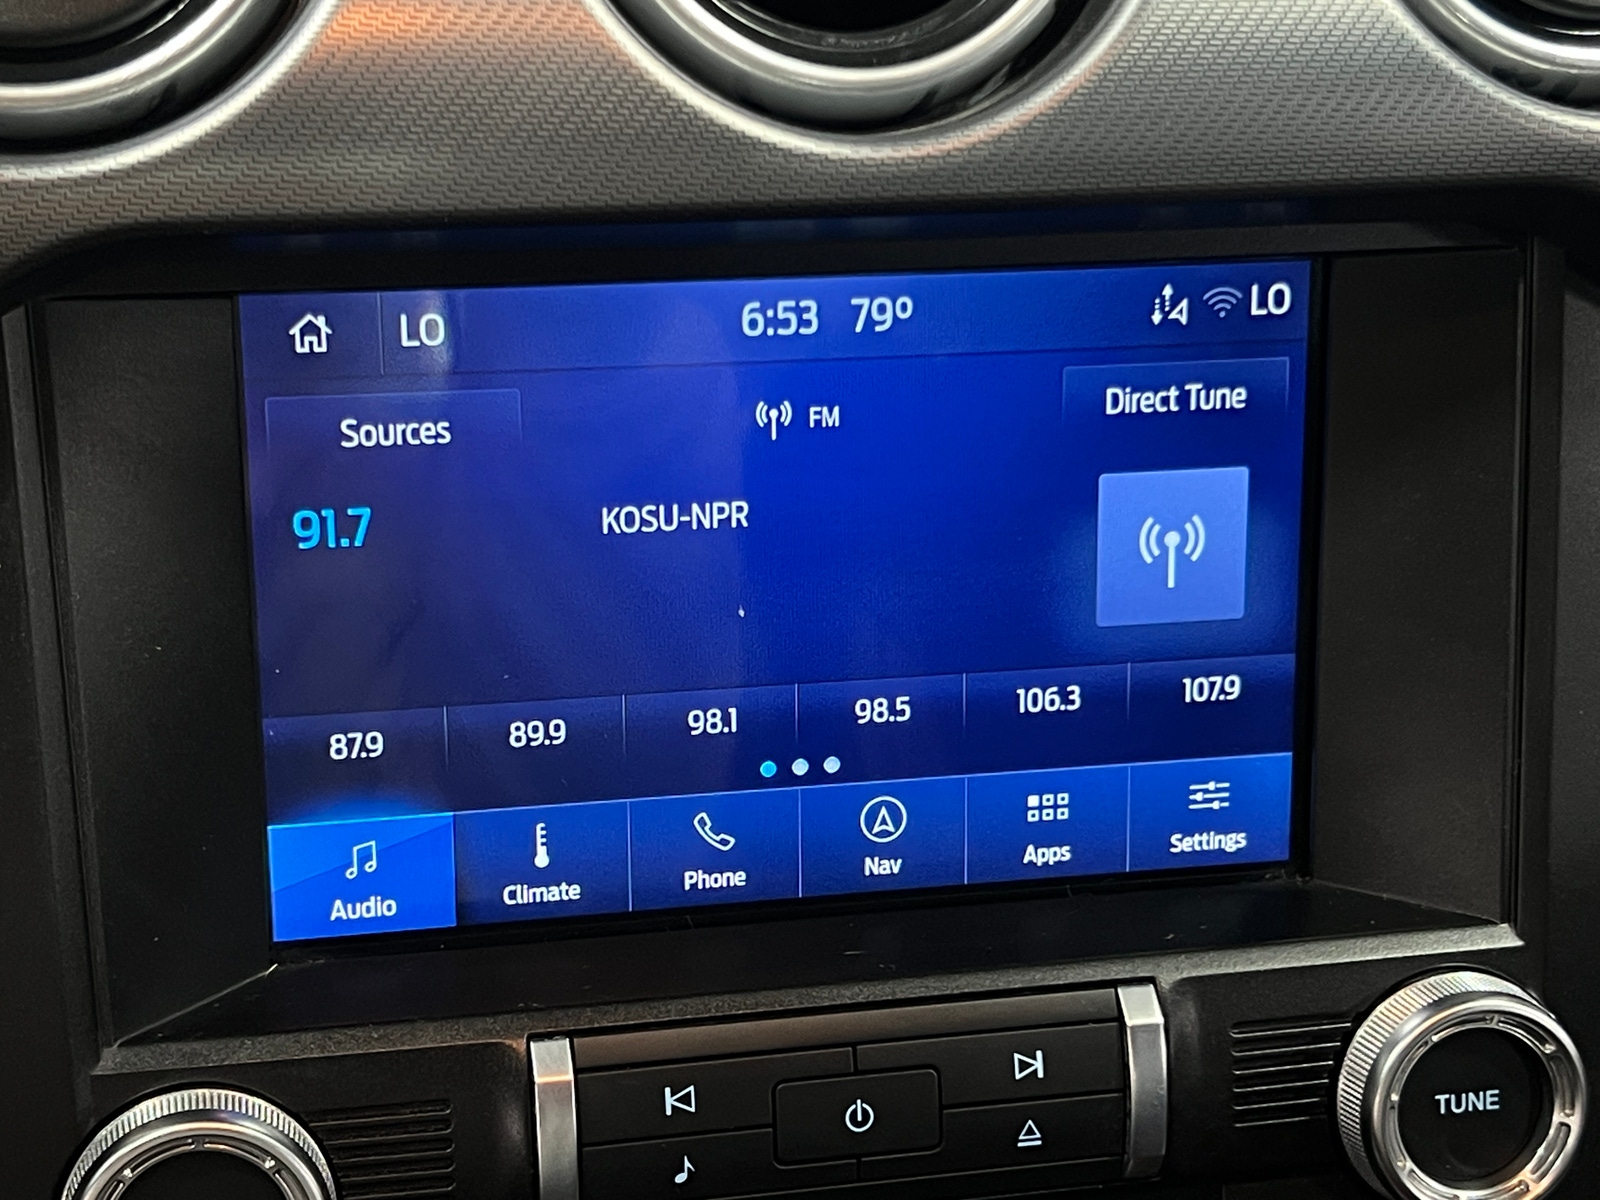 LO 6:53 79° LO
Sources FM Direct Tune
91.7 KOSU-NPR
87.9 89.9 98.1 98.5 106.3 107.9
Audio Climate Phone Nav Apps Settings
TUNE